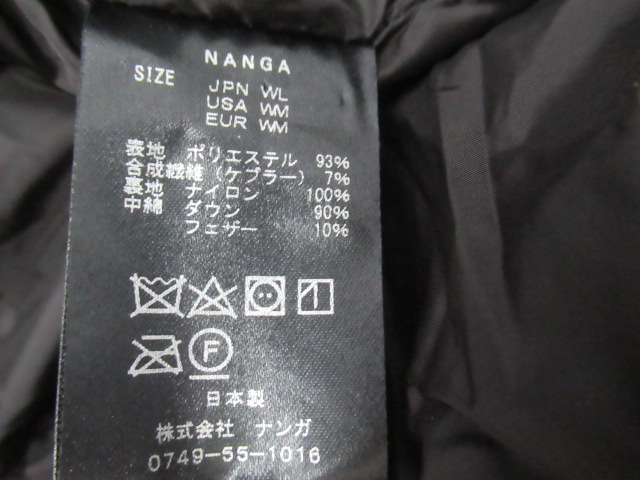 NANGA
SIZE JPN WL
USA WM
EUR WM
表地 ポリエステル 93%
合成繊維 (ケブラー) 7%
裏地 ナイロン 100%
中綿 ダウン 90%
フェザー 10%
F
日本製
株式会社 ナンガ
0749-55-1016